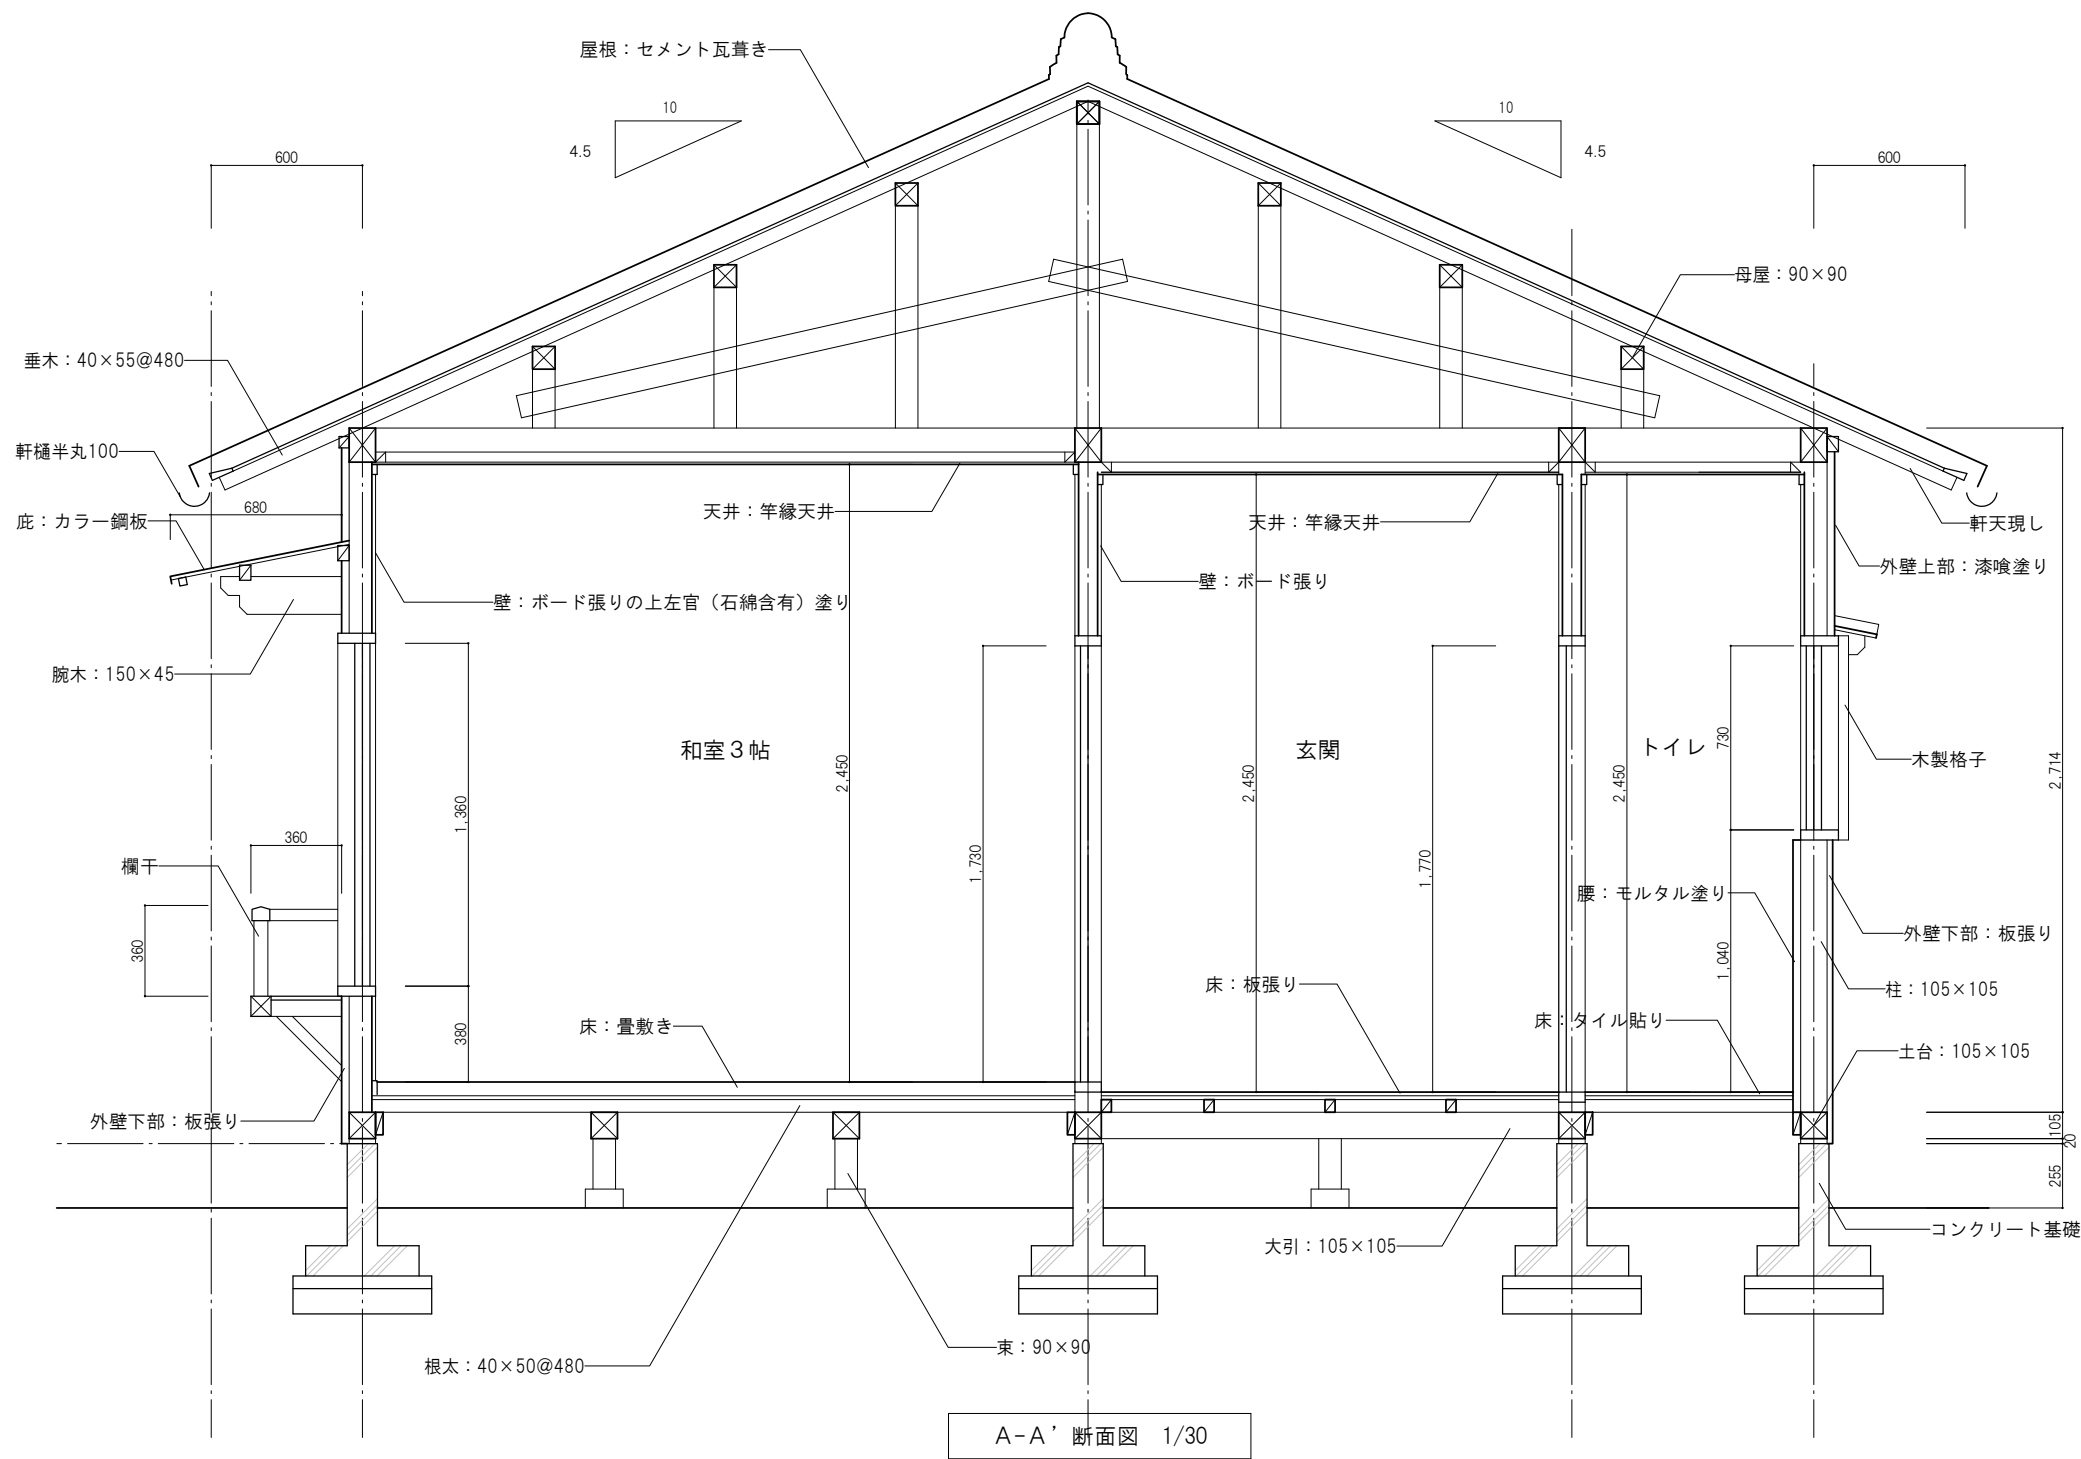 屋根：セメント瓦葺き
10
10
4.5
4.5
600
600
母屋：90×90
垂木：40×55@480
軒樋半丸100
680
庇：カラー鋼板
天井：竿縁天井
天井：竿縁天井
軒天現し
外壁上部：漆喰塗り
壁：ボード張り
壁：ボード張りの上左官（石綿含有）塗り
腕木：150×45
和室３帖
玄関
トイレ
730
木製格子
2,450
2,450
2,450
2,714
1,360
1,730
1,770
360
欄干
腰：モルタル塗り
外壁下部：板張り
360
1,040
床：板張り
柱：105×105
床：畳敷き
床：タイル貼り
380
土台：105×105
外壁下部：板張り
105
20
255
コンクリート基礎
大引：105×105
束：90×90
根太：40×50@480
A-A’断面図　1/30